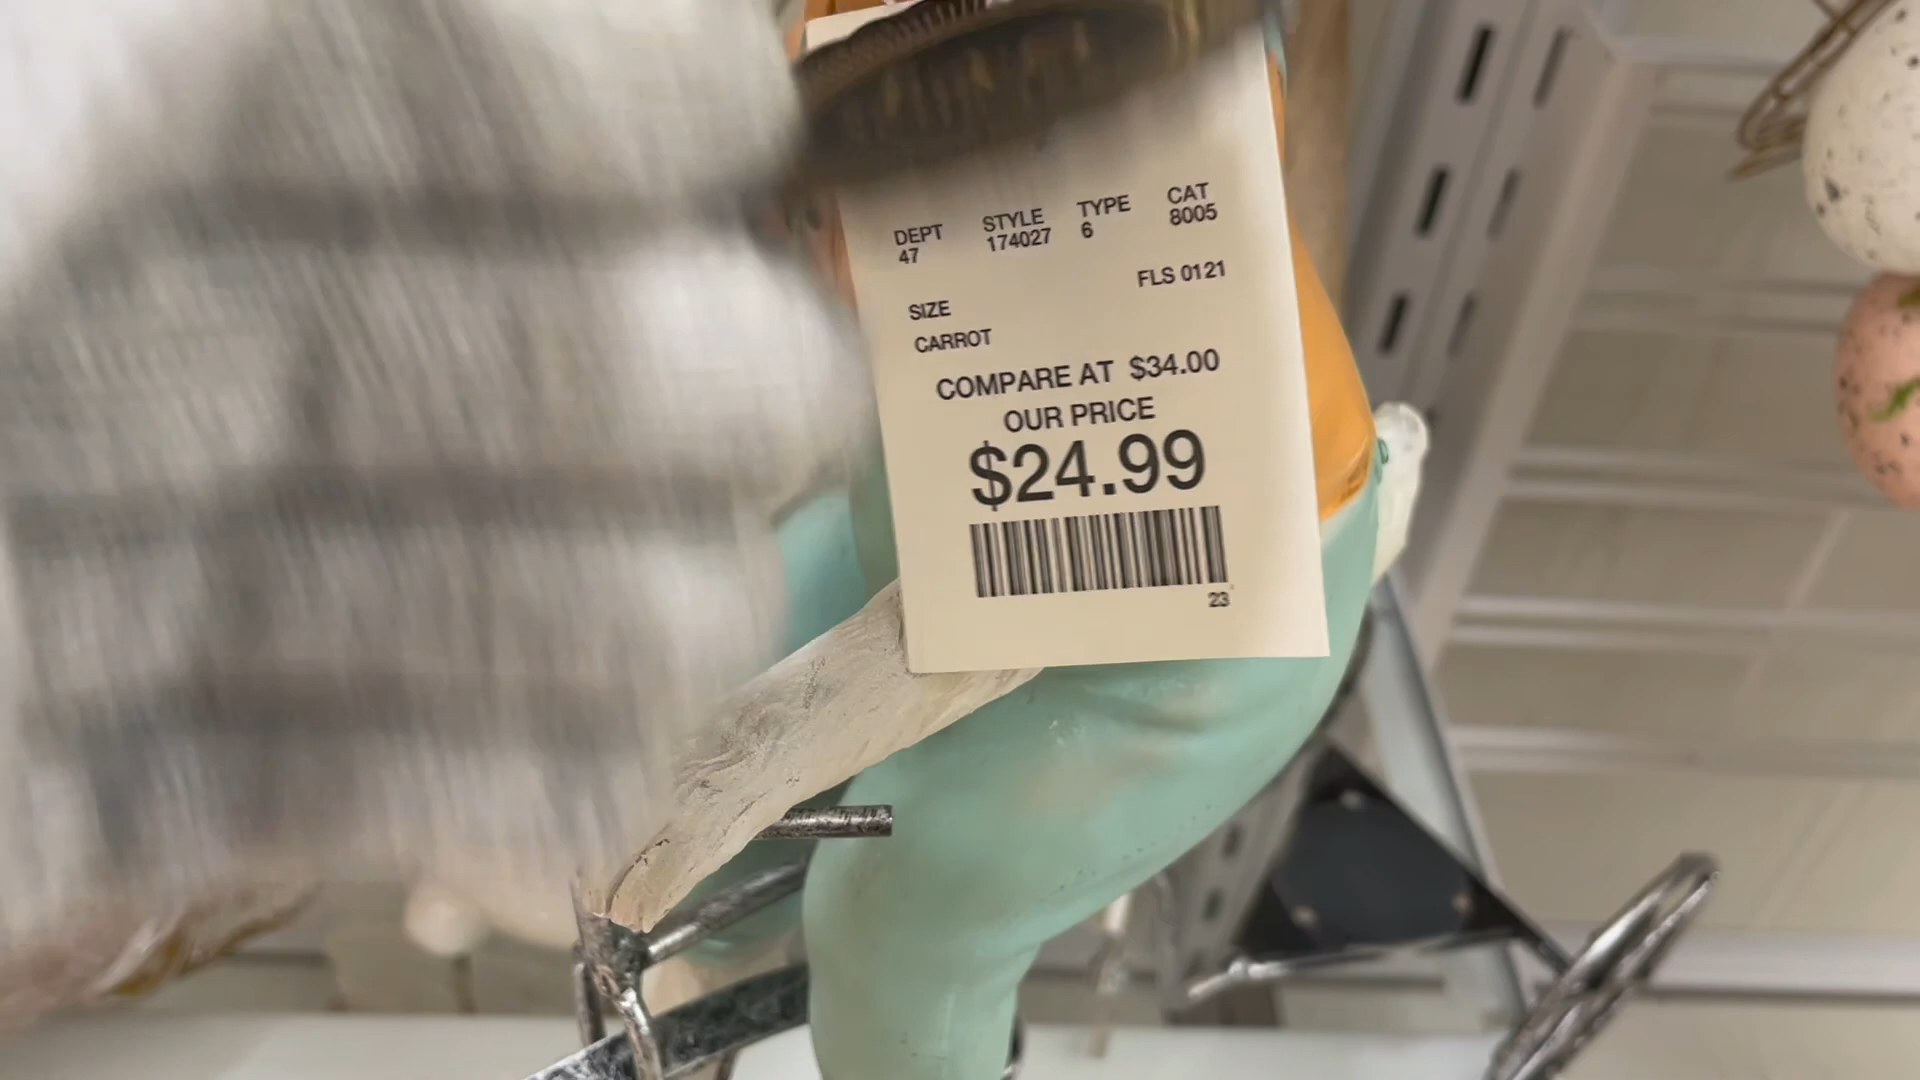 DEPT STYLE TYPE CAT
47 174027 6 8005
FLS 0121
SIZE
CARROT
COMPARE AT $34.00
OUR PRICE
$24.99
23